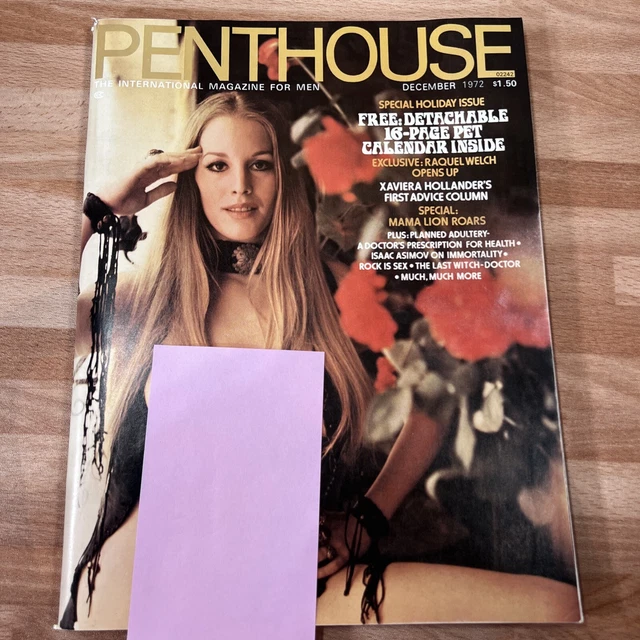 PENTHOUSE
02242
THE INTERNATIONAL MAGAZINE FOR MEN
DECEMBER 1972 $1.50
SPECIAL HOLIDAY ISSUE
FREE: DETACHABLE
16-PAGE PET
CALENDAR INSIDE
EXCLUSIVE: RAQUEL WELCH
OPENS UP
XAVIERA HOLLANDER'S
FIRST ADVICE COLUMN
SPECIAL:
MAMA LION ROARS
PLUS: PLANNED ADULTERY-
A DOCTOR'S PRESCRIPTION FOR HEALTH •
ISAAC ASIMOV ON IMMORTALITY •
ROCK IS SEX • THE LAST WITCH-DOCTOR
• MUCH, MUCH MORE